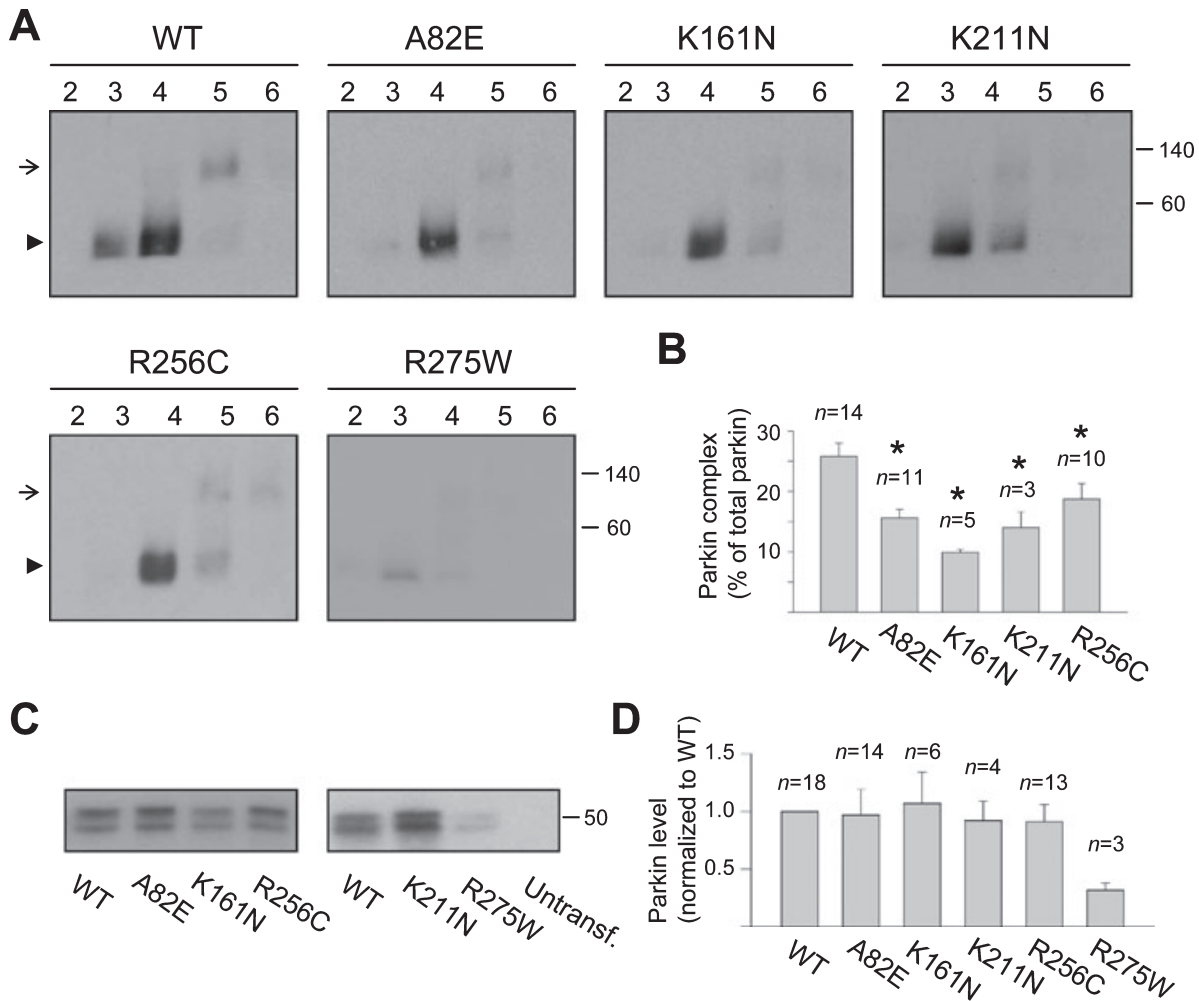 A
WT A82E K161N K211N
2 3 4 5 6 2 3 4 5 6 2 3 4 5 6 2 3 4 5 6
140
60
R256C R275W
2 3 4 5 6 2 3 4 5 6
140
60
B
Parkin complex
(% of total parkin)
30
20
10
n=14
* n=11
* n=5
* n=3
* n=10
WT A82E K161N K211N R256C
C
50
WT A82E K161N R256C WT K211N R275W Untransf.
D
Parkin level
(normalized to WT)
1.5
1.0
0.5
n=18 n=14 n=6 n=4 n=13 n=3
WT A82E K161N K211N R256C R275W